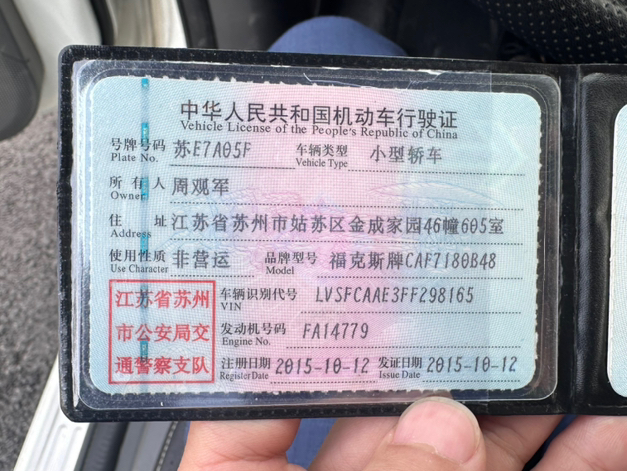 中华人民共和国机动车行驶证
Vehicle License of the People's Republic of China
号牌号码 苏E7A05F 车辆类型 小型轿车
Plate No. Vehicle Type
所有人 周观军
Owner
住址 江苏省苏州市姑苏区金成家园46幢605室
Address
使用性质 非营运 品牌型号 福克斯牌CAF7180B48
Use Character Model
江苏省苏州 车辆识别代号 LVSFCAAE3FF298165
VIN
市公安局交 发动机号码 FA14779
Engine No.
通警察支队 注册日期 2015-10-12 发证日期 2015-10-12
Register Date Issue Date